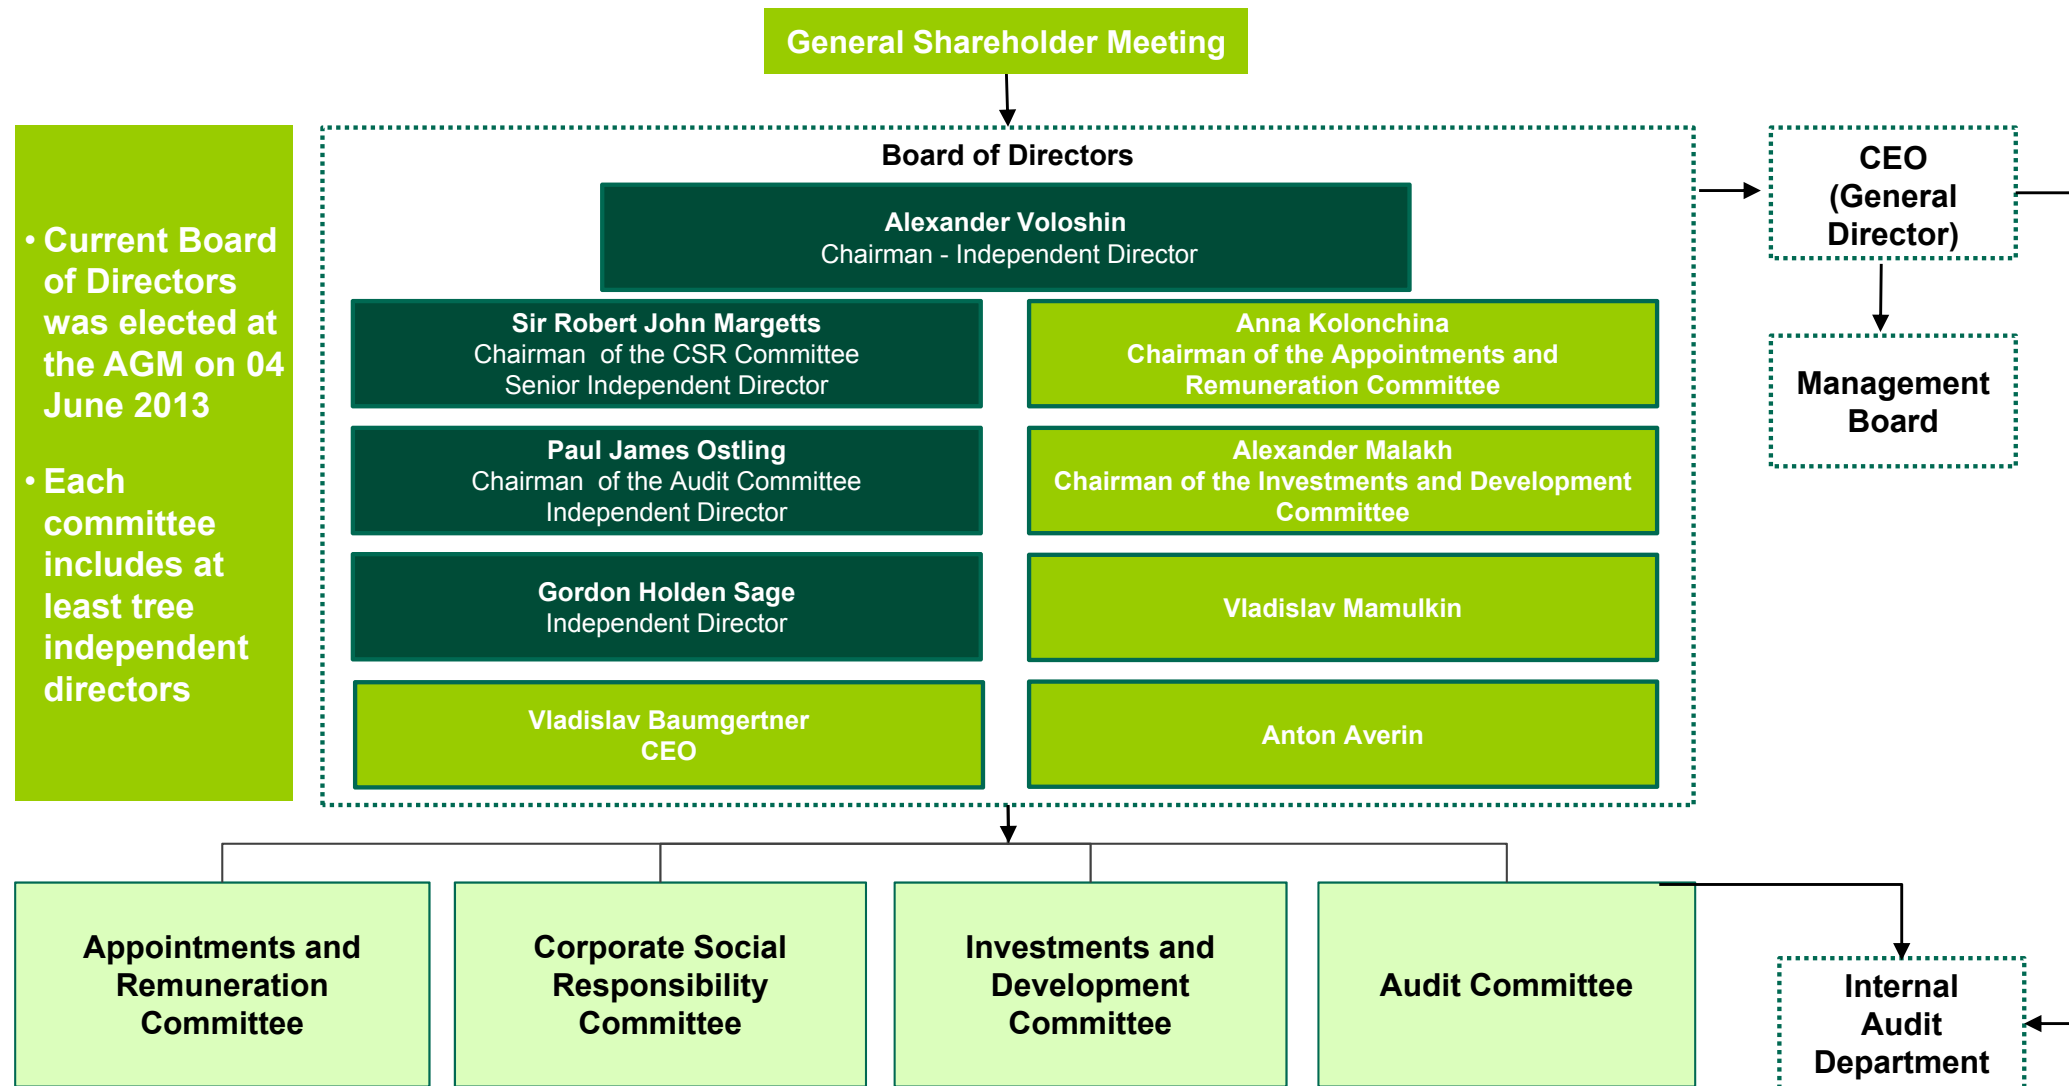 General Shareholder Meeting
• Current Board
of Directors
was elected at
the AGM on 04
June 2013
• Each
committee
includes at
least tree
independent
directors
Board of Directors
Alexander Voloshin
Chairman - Independent Director
Sir Robert John Margetts
Chairman  of the CSR Committee
Senior Independent Director
Anna Kolonchina
Chairman of the Appointments and
Remuneration Committee
Paul James Ostling
Chairman  of the Audit Committee
Independent Director
Alexander Malakh
Chairman of the Investments and Development
Committee
Gordon Holden Sage
Independent Director
Vladislav Mamulkin
Vladislav Baumgertner
CEO
Anton Averin
CEO
(General
Director)
Management
Board
Appointments and
Remuneration
Committee
Corporate Social
Responsibility
Committee
Investments and
Development
Committee
Audit Committee
Internal
Audit
Department